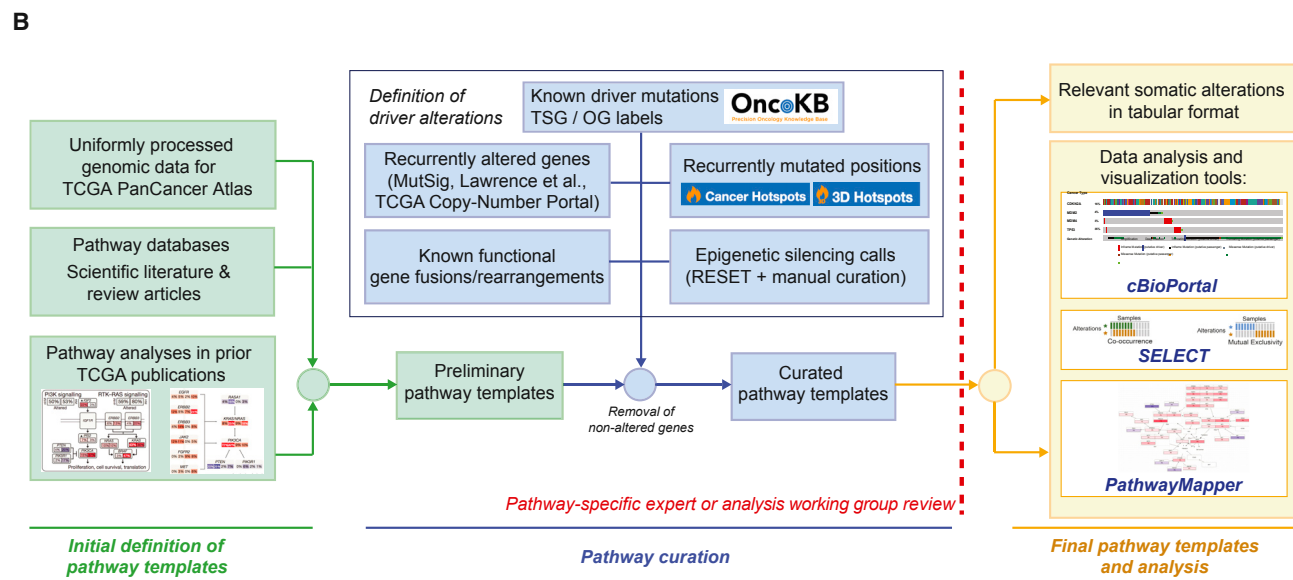 B
Uniformly processed
genomic data for
TCGA PanCancer Atlas
Pathway databases
Scientific literature &
review articles
Pathway analyses in prior
TCGA publications
PI3K signalling
RTK-RAS signalling
Proliferation, cell survival, translation
Definition of
driver alterations
Known driver mutations
TSG / OG labels
OncoKB
Precision Oncology Knowledge Base
Recurrently altered genes
(MutSig, Lawrence et al.,
TCGA Copy-Number Portal)
Recurrently mutated positions
Cancer Hotspots
3D Hotspots
Known functional
gene fusions/rearrangements
Epigenetic silencing calls
(RESET + manual curation)
Preliminary
pathway templates
Removal of
non-altered genes
Curated
pathway templates
Pathway-specific expert or analysis working group review
Relevant somatic alterations
in tabular format
Data analysis and
visualization tools:
cBioPortal
Samples
Alterations
Co-occurrence
Samples
Alterations
Mutual Exclusivity
SELECT
PathwayMapper
Initial definition of
pathway templates
Pathway curation
Final pathway templates
and analysis